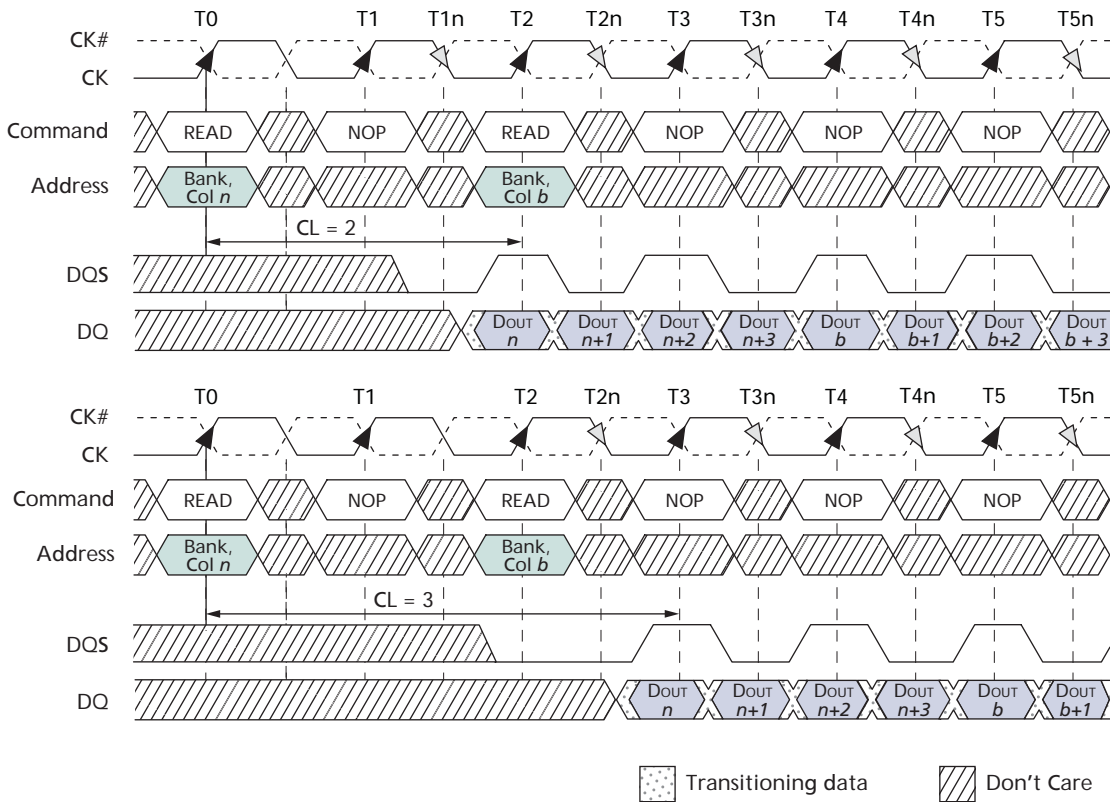 T0 T1 T1n T2 T2n T3 T3n T4 T4n T5 T5n
CK#
CK
Command READ NOP READ NOP NOP NOP
Address Bank, Col n Bank, Col b
CL = 2
DQS
DQ DOUT n DOUT n+1 DOUT n+2 DOUT n+3 DOUT b DOUT b+1 DOUT b+2 DOUT b + 3
T0 T1 T2 T2n T3 T3n T4 T4n T5 T5n
CK#
CK
Command READ NOP READ NOP NOP NOP
Address Bank, Col n Bank, Col b
CL = 3
DQS
DQ DOUT n DOUT n+1 DOUT n+2 DOUT n+3 DOUT b DOUT b+1
Transitioning data Don't Care